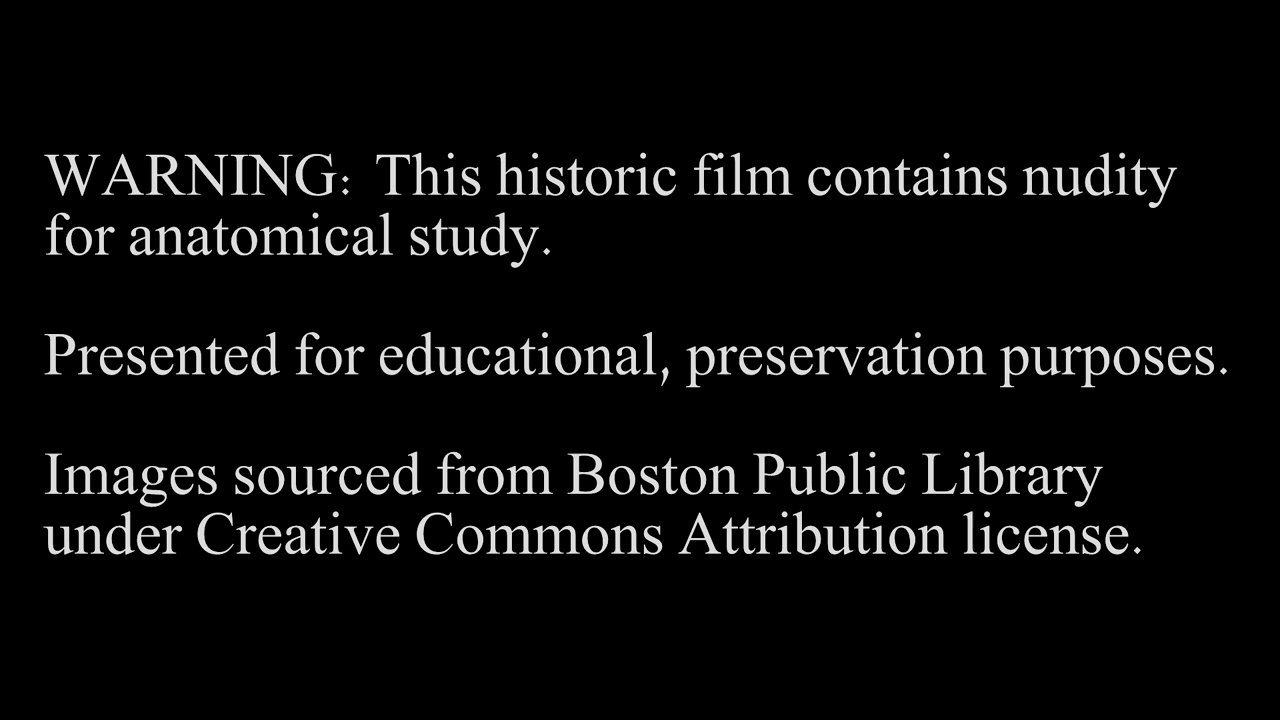 WARNING: This historic film contains nudity
for anatomical study.
Presented for educational, preservation purposes.
Images sourced from Boston Public Library
under Creative Commons Attribution license.